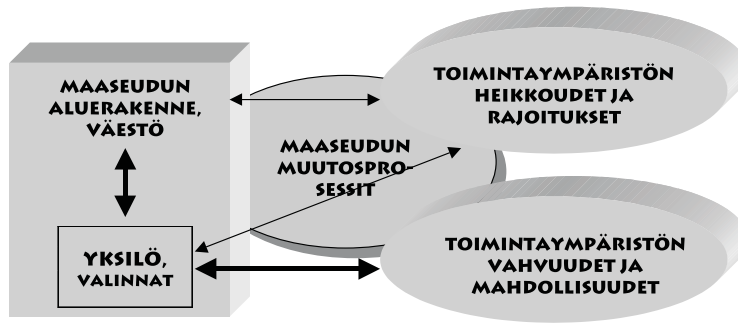 MAASEUDUN
ALUERAKENNE,
VÄESTÖ
YKSILÖ,
VALINNAT
MAASEUDUN
MUUTOSPRO-
SESSIT
TOIMINTAYMPÄRISTÖN
HEIKKOUDET JA
RAJOITUKSET
TOIMINTAYMPÄRISTÖN
VAHVUUDET JA
MAHDOLLISUUDET